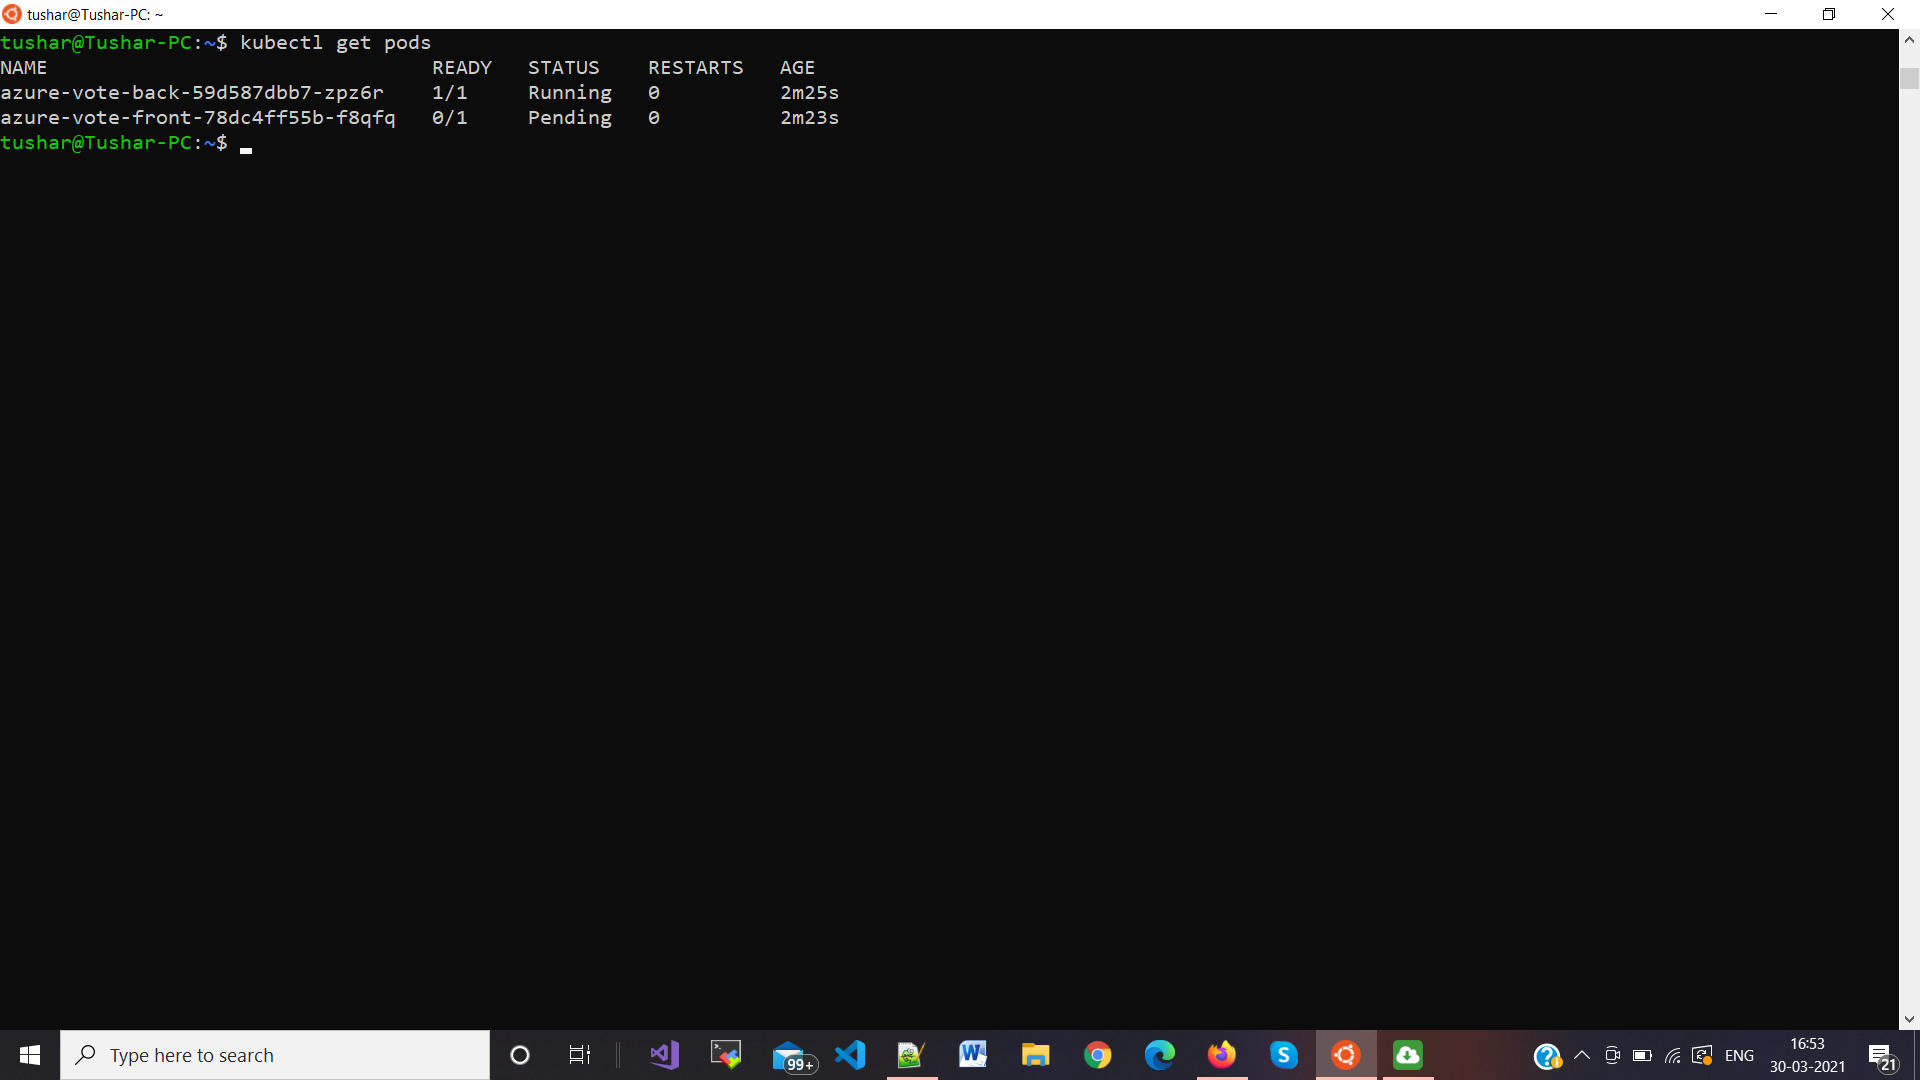 tushar@Tushar-PC: ~
tushar@Tushar-PC:~$ kubectl get pods
NAME READY STATUS RESTARTS AGE
azure-vote-back-59d587dbb7-zpz6r 1/1 Running 0 2m25s
azure-vote-front-78dc4ff55b-f8qfq 0/1 Pending 0 2m23s
tushar@Tushar-PC:~$
Type here to search
99+
ENG
16:53
30-03-2021
21